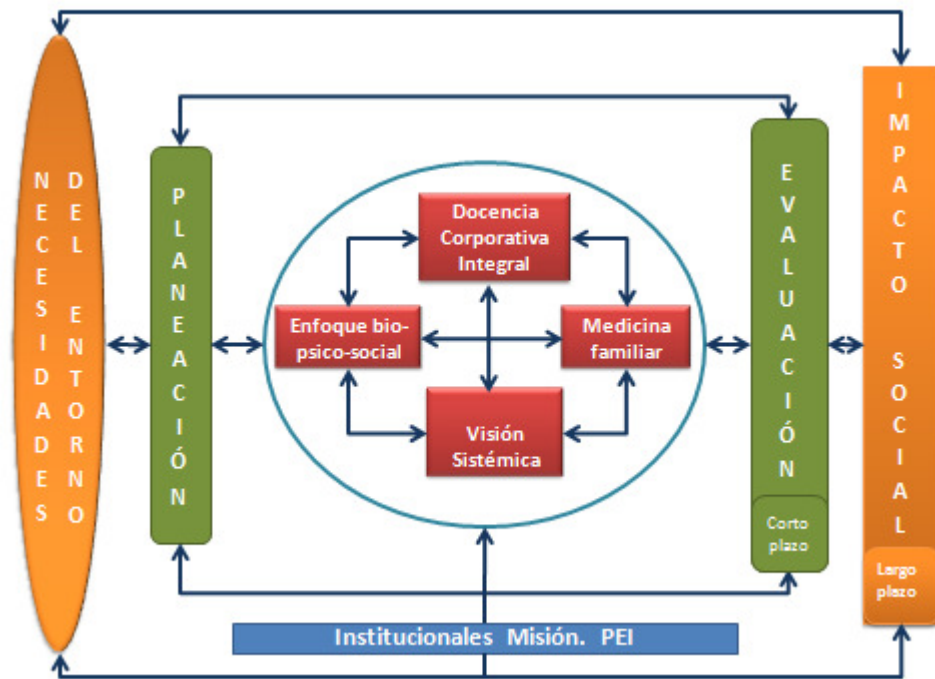 NECESIDADES
DEL ENTORNO
PLANEACIÓN
Docencia
Corporativa
Integral
Enfoque bio-
psico-social
Medicina
familiar
Visión
Sistémica
EVALUACIÓN
Corto
plazo
IMPACTO SOCIAL
Largo
plazo
Institucionales Misión. PEI